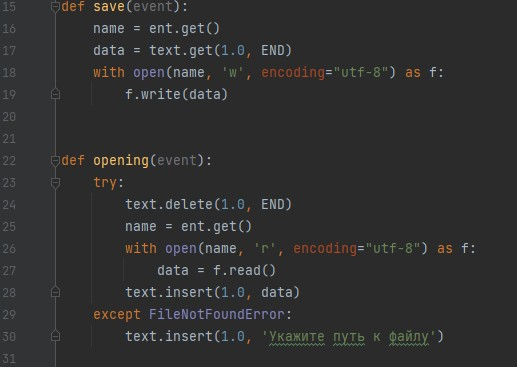 15 def save(event):
16     name = ent.get()
17     data = text.get(1.0, END)
18     with open(name, 'w', encoding="utf-8") as f:
19         f.write(data)
20
21
22 def opening(event):
23     try:
24         text.delete(1.0, END)
25         name = ent.get()
26         with open(name, 'r', encoding="utf-8") as f:
27             data = f.read()
28         text.insert(1.0, data)
29     except FileNotFoundError:
30         text.insert(1.0, 'Укажите путь к файлу')
31